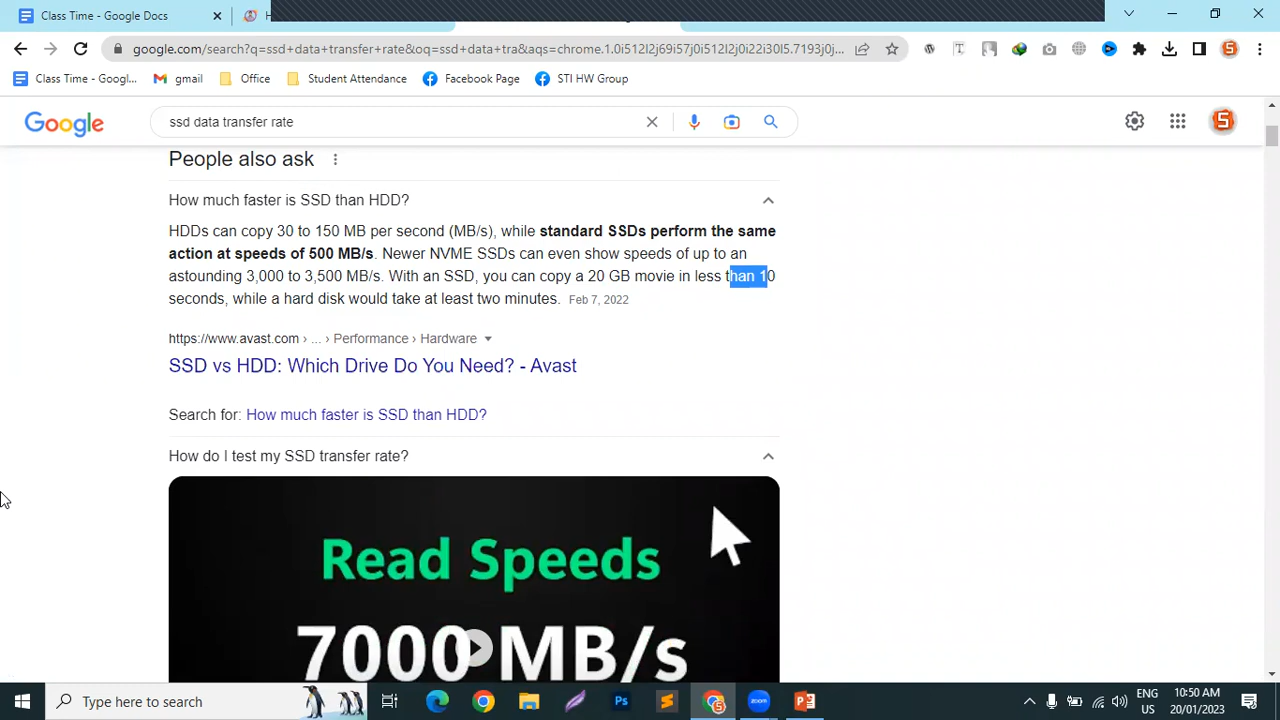 Class Time - Google Docs
H
google.com/search?q=ssd+data+transfer+rate&oq=ssd+data+tra&aqs=chrome.1.0i512l2j69i57j0i512l2j0i22i30l5.7193j0j...
Class Time - Googl...
gmail
Office
Student Attendance
Facebook Page
STI HW Group
Google
ssd data transfer rate
People also ask
How much faster is SSD than HDD?
HDDs can copy 30 to 150 MB per second (MB/s), while standard SSDs perform the same
action at speeds of 500 MB/s. Newer NVME SSDs can even show speeds of up to an
astounding 3,000 to 3,500 MB/s. With an SSD, you can copy a 20 GB movie in less than 10
seconds, while a hard disk would take at least two minutes. Feb 7, 2022
https://www.avast.com › ... › Performance › Hardware
SSD vs HDD: Which Drive Do You Need? - Avast
Search for: How much faster is SSD than HDD?
How do I test my SSD transfer rate?
Read Speeds
7000 MB/s
Type here to search
Ps
zoom
ENG
US
10:50 AM
20/01/2023